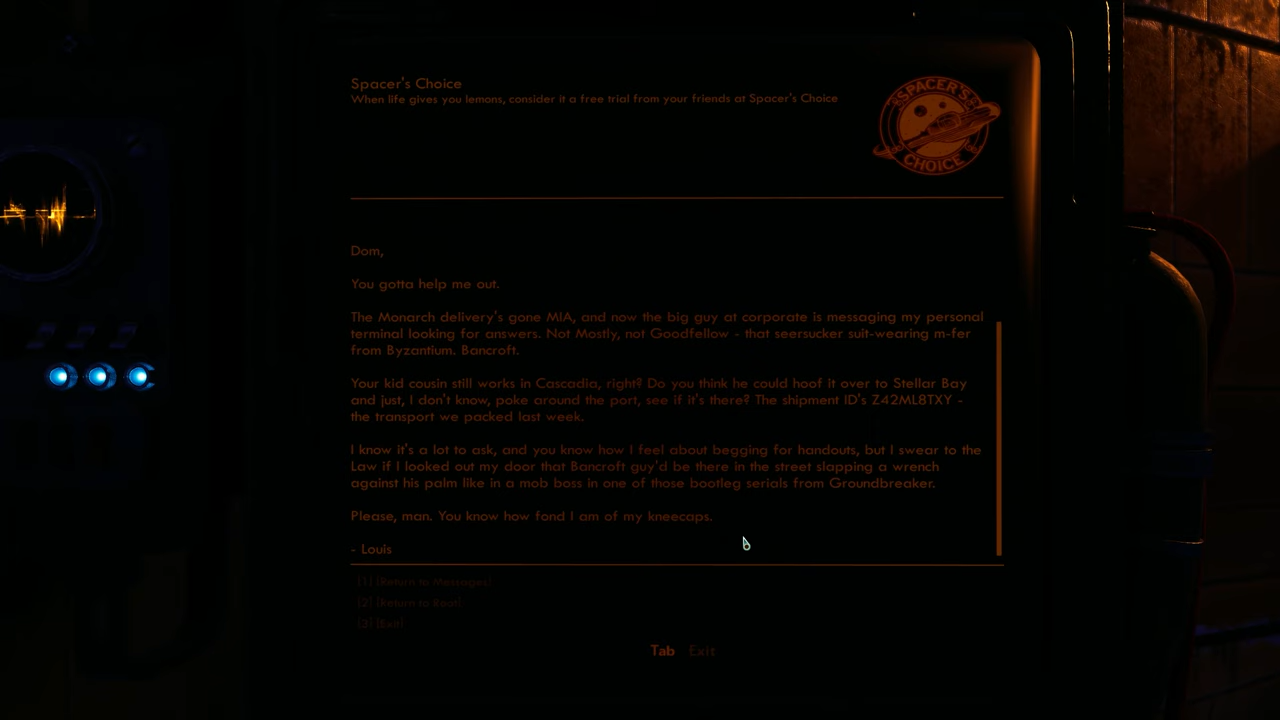 Spacer's Choice
When life gives you lemons, consider it a free trial from your friends at Spacer's Choice
SPACER'S
CHOICE
Dom,
You gotta help me out.
The Monarch delivery's gone MIA, and now the big guy at corporate is messaging my personal
terminal looking for answers. Not Mostly, not Goodfellow - that seersucker suit-wearing m-fer
from Byzantium. Bancroft.
Your kid cousin still works in Cascadia, right? Do you think he could hoof it over to Stellar Bay
and just, I don't know, poke around the port, see if it's there? The shipment ID's Z42ML8TXY -
the transport we packed last week.
I know it's a lot to ask, and you know how I feel about begging for handouts, but I swear to the
Law if I looked out my door that Bancroft guy'd be there in the street slapping a wrench
against his palm like in a mob boss in one of those bootleg serials from Groundbreaker.
Please, man. You know how fond I am of my kneecaps.
- Louis
[1] [Return to Messages]
[2] [Return to Boot]
[3] [Exit]
Tab Exit